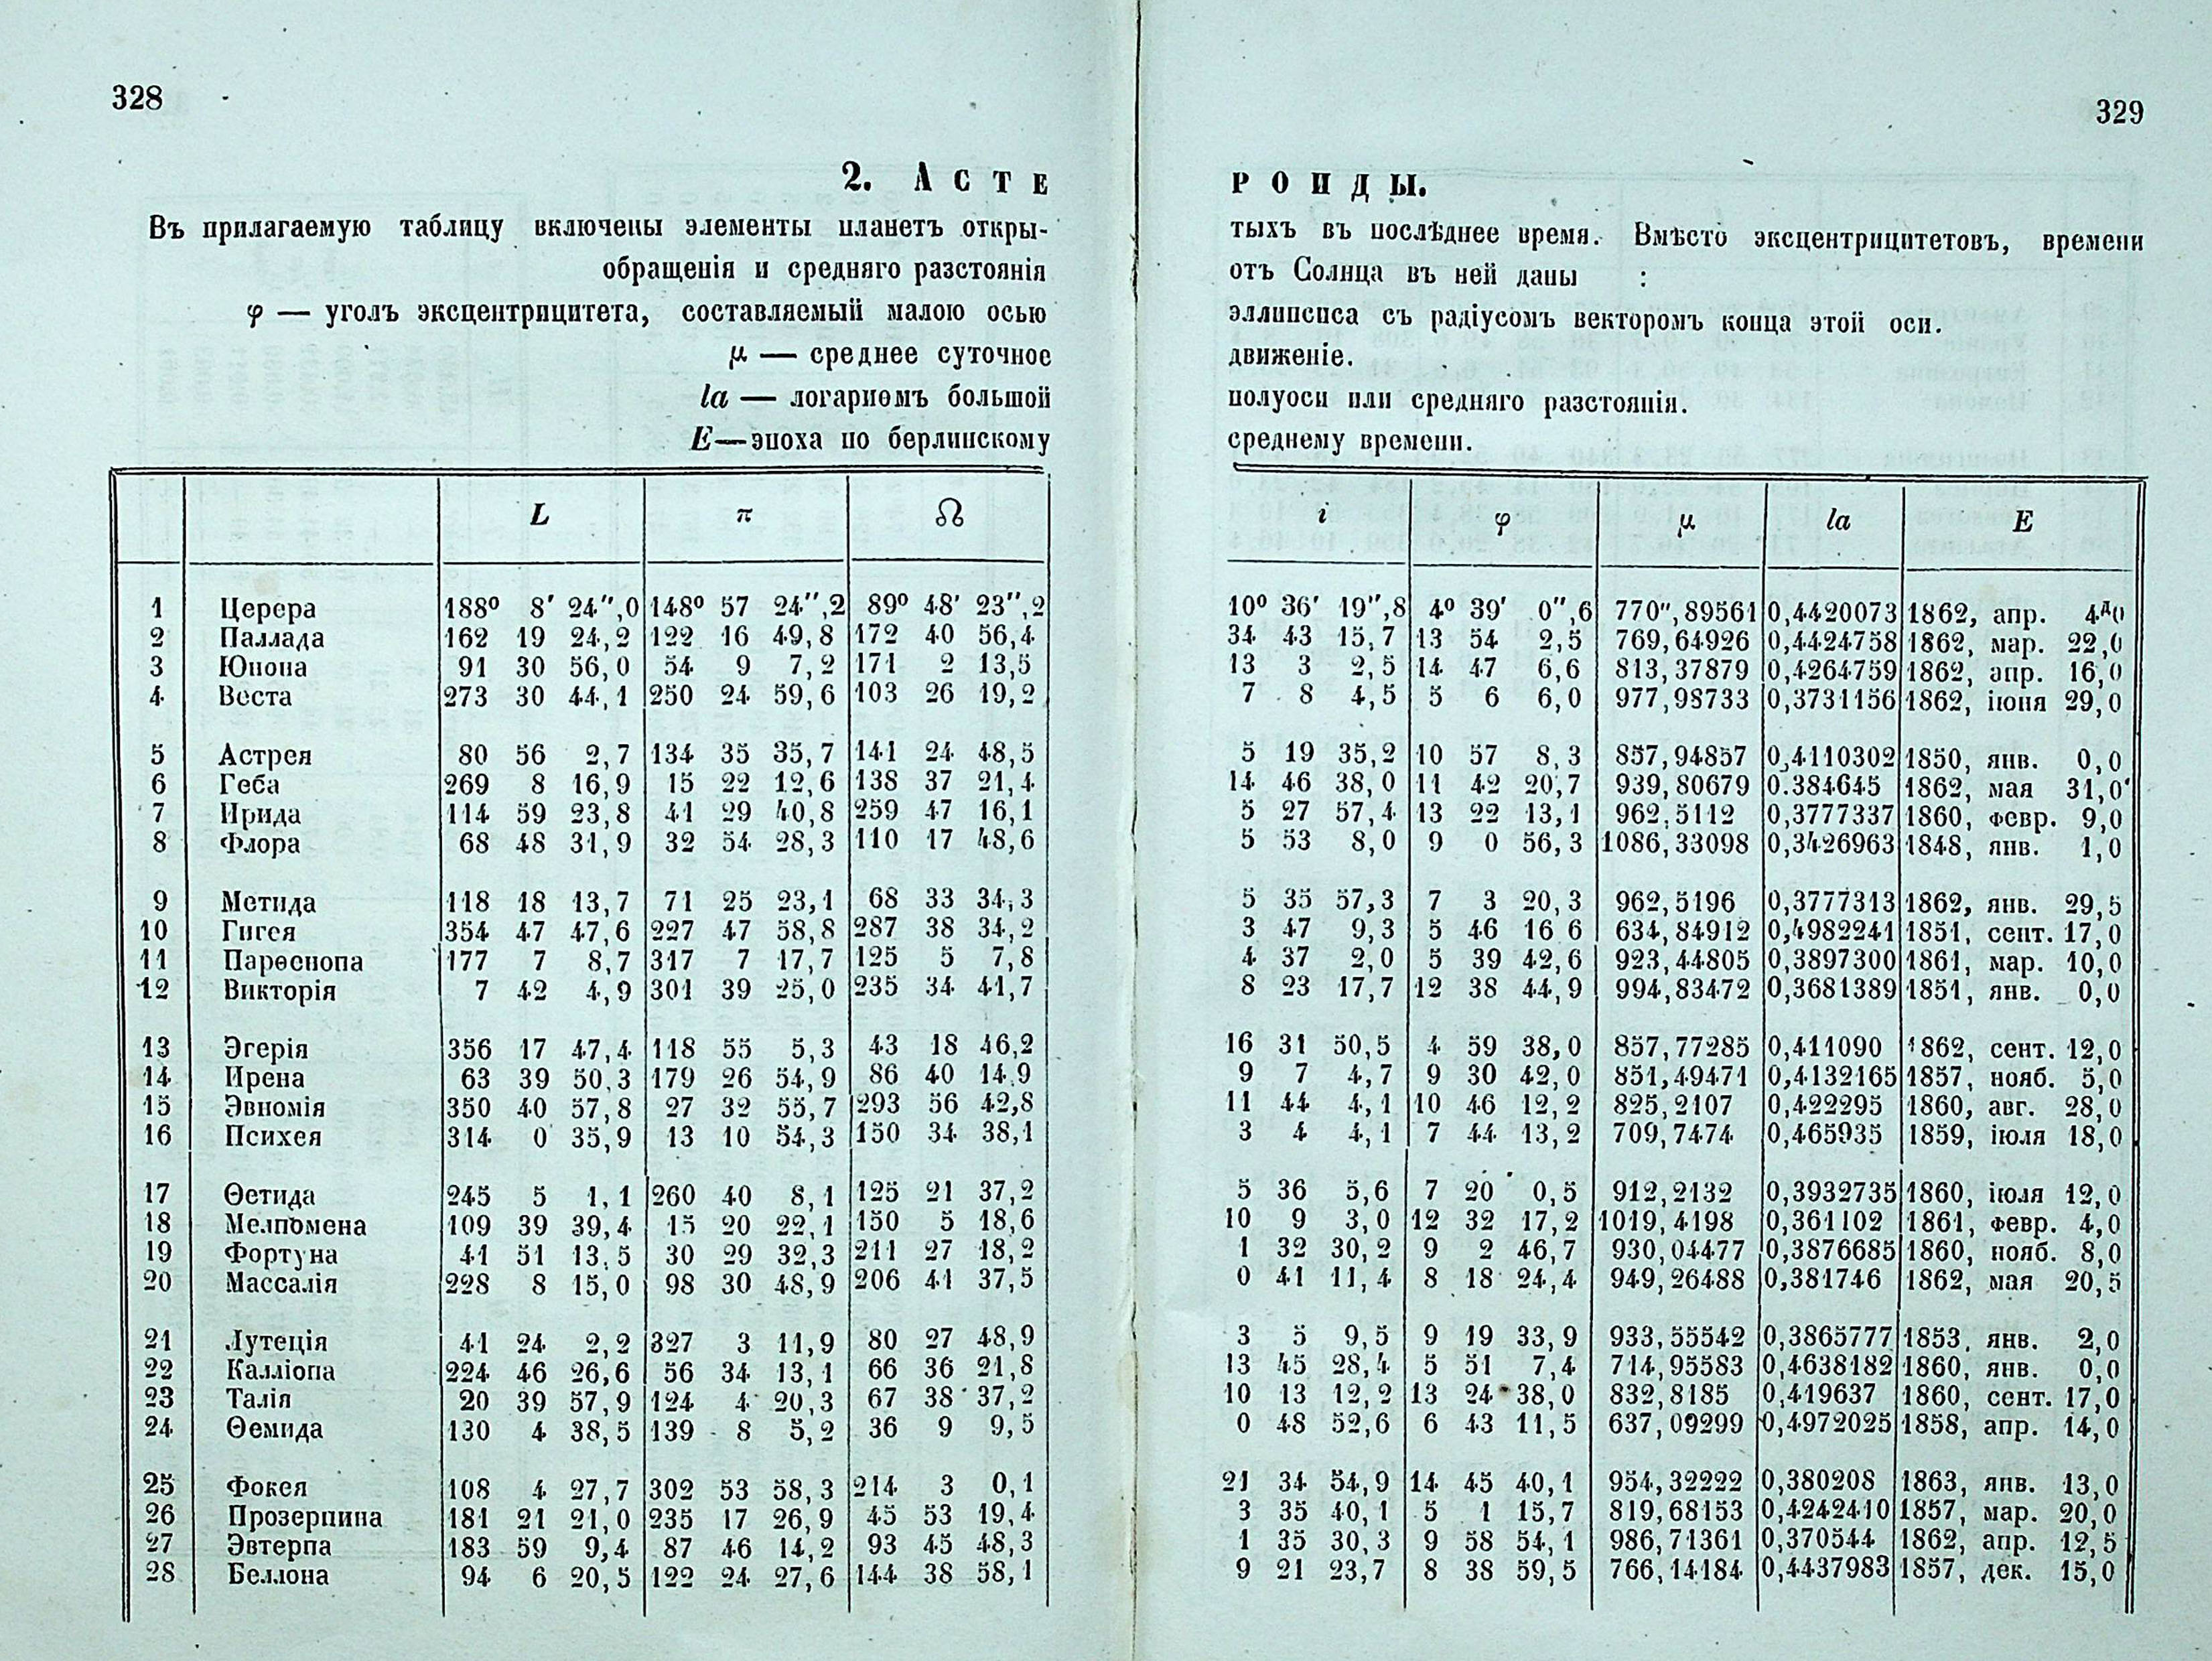 328
2. АСТЕ
Въ прилагаемую таблицу включены элементы планетъ откры-
обращенія и средняго разстоянія
φ — уголъ эксцентрицитета, составляемый малою осью
μ — среднее суточное
la — логариѳмъ большой
E — эпоха по берлинскому
L π ☊
1 Церера 188° 8′ 24″,0 148° 57 24″,2 89° 48′ 23″,2
2 Паллада 162 19 24,2 122 16 49,8 172 40 56,4
3 Юнона 91 30 56,0 54 9 7,2 171 2 13,5
4 Веста 273 30 44,1 250 24 59,6 103 26 19,2
5 Астрея 80 56 2,7 134 35 35,7 141 24 48,5
6 Геба 269 8 16,9 15 22 12,6 138 37 21,4
7 Ирида 114 59 23,8 41 29 40,8 259 47 16,1
8 Флора 68 48 31,9 32 54 28,3 110 17 48,6
9 Метида 118 18 13,7 71 25 23,1 68 33 34,3
10 Гигея 354 47 47,6 227 47 58,8 287 38 34,2
11 Парѳенопа 177 7 8,7 317 7 17,7 125 5 7,8
12 Викторія 7 42 4,9 301 39 25,0 235 34 41,7
13 Эгерія 356 17 47,4 118 55 5,3 43 18 46,2
14 Ирена 63 39 50,3 179 26 54,9 86 40 14,9
15 Эвномія 350 40 57,8 27 32 55,7 293 56 42,8
16 Психея 314 0 35,9 13 10 54,3 150 34 38,1
17 Ѳетида 245 5 1,1 260 40 8,1 125 21 37,2
18 Мелпомена 109 39 39,4 15 20 22,1 150 5 18,6
19 Фортуна 41 51 13,5 30 29 32,3 211 27 18,2
20 Массалія 228 8 15,0 98 30 48,9 206 41 37,5
21 Лутеція 41 24 2,2 327 3 11,9 80 27 48,9
22 Калліопа 224 46 26,6 56 34 13,1 66 36 21,8
23 Талія 20 39 57,9 124 4 20,3 67 38 37,2
24 Ѳемида 130 4 38,5 139 8 5,2 36 9 9,5
25 Фокея 108 4 27,7 302 53 58,3 214 3 0,1
26 Прозерпина 181 21 21,0 235 17 26,9 45 53 19,4
27 Эвтерпа 183 59 9,4 87 46 14,2 93 45 48,3
28 Беллона 94 6 20,5 122 24 27,6 144 38 58,1
329
РОИДЫ.
тыхъ въ послѣднее время. Вмѣсто эксцентрицитетовъ, времени
отъ Солнца въ ней даны :
эллипсиса съ радіусомъ векторомъ конца этой оси.
движеніе.
полуоси или средняго разстоянія.
среднему времени.
i φ μ la E
10° 36′ 19″,8 4° 39′ 0″,6 770″,89561 0,4420073 1862, апр. 4д0
34 43 15,7 13 54 2,5 769,64926 0,4424758 1862, мар. 22,0
13 3 2,5 14 47 6,6 813,37879 0,4264759 1862, апр. 16,0
7 8 4,5 5 6 6,0 977,98733 0,3731156 1862, іюня 29,0
5 19 35,2 10 57 8,3 857,94857 0,4110302 1850, янв. 0,0
14 46 38,0 11 42 20,7 939,80679 0.384645 1862, мая 31,0
5 27 57,4 13 22 13,1 962,5112 0,3777337 1860, февр. 9,0
5 53 8,0 9 0 56,3 1086,33098 0,3426963 1848, янв. 1,0
5 35 57,3 7 3 20,3 962,5196 0,3777313 1862, янв. 29,5
3 47 9,3 5 46 16 6 634,84912 0,4982241 1851, сент. 17,0
4 37 2,0 5 39 42,6 923,44805 0,3897300 1861, мар. 10,0
8 23 17,7 12 38 44,9 994,83472 0,3681389 1851, янв. 0,0
16 31 50,5 4 59 38,0 857,77285 0,411090 1862, сент. 12,0
9 7 4,7 9 30 42,0 851,49471 0,4132165 1857, нояб. 5,0
11 44 4,1 10 46 12,2 825,2107 0,422295 1860, авг. 28,0
3 4 4,1 7 44 13,2 709,7474 0,465935 1859, іюля 18,0
5 36 5,6 7 20 0,5 912,2132 0,3932735 1860, іюля 12,0
10 9 3,0 12 32 17,2 1019,4198 0,361102 1861, февр. 4,0
1 32 30,2 9 2 46,7 930,04477 0,3876685 1860, нояб. 8,0
0 41 11,4 8 18 24,4 949,26488 0,381746 1862, мая 20,5
3 5 9,5 9 19 33,9 933,55542 0,3865777 1853, янв. 2,0
13 45 28,4 5 51 7,4 714,95583 0,4638182 1860, янв. 0,0
10 13 12,2 13 24 38,0 832,8185 0,419637 1860, сент. 17,0
0 48 52,6 6 43 11,5 637,09299 0,4972025 1858, апр. 14,0
21 34 54,9 14 45 40,1 954,32222 0,380208 1863, янв. 13,0
3 35 40,1 5 1 15,7 819,68153 0,4242410 1857, мар. 20,0
1 35 30,3 9 58 54,1 986,71361 0,370544 1862, апр. 12,5
9 21 23,7 8 38 59,5 766,14184 0,4437983 1857, дек. 15,0